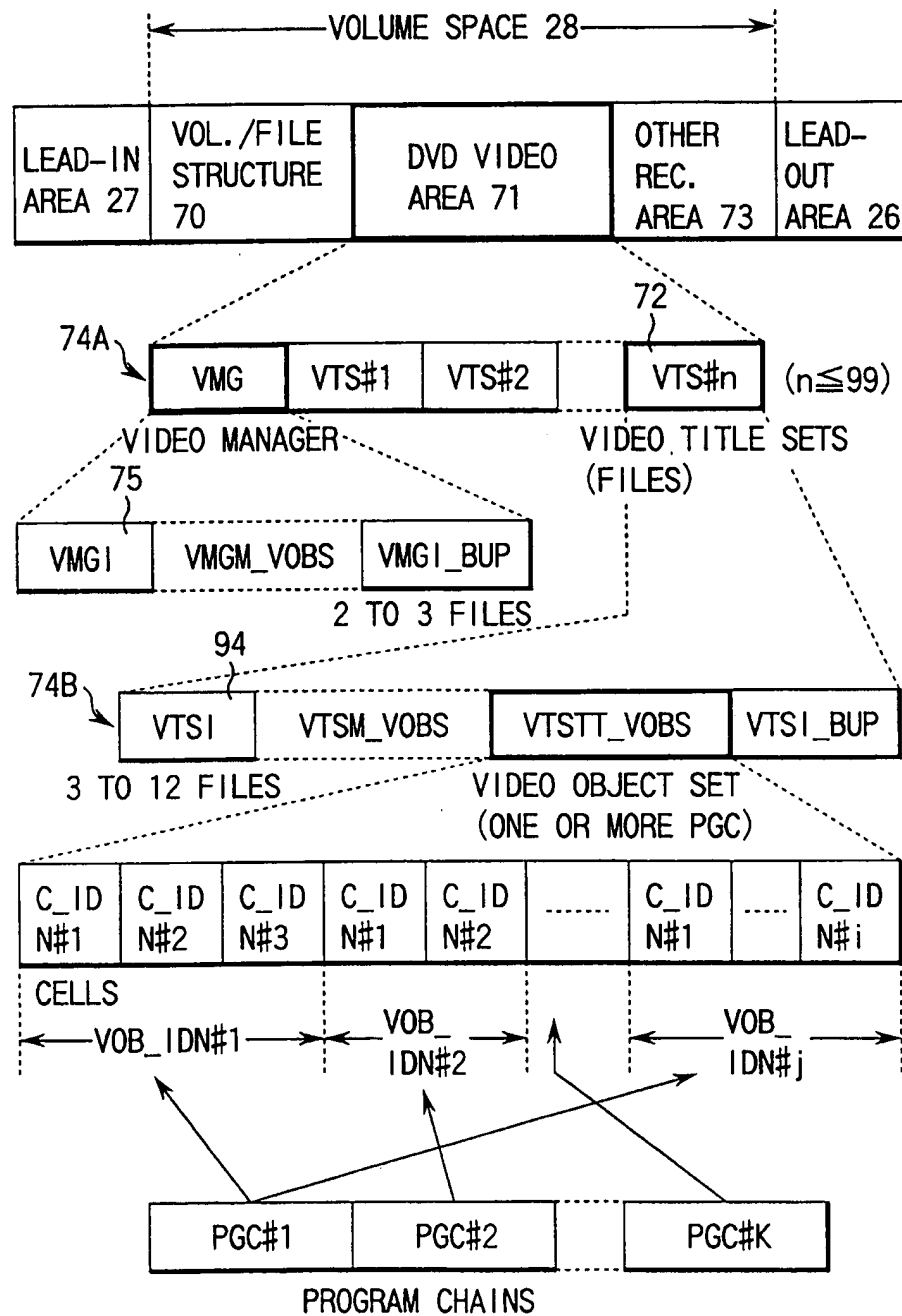 VOLUME SPACE 28
LEAD-IN
AREA 27
VOL./FILE
STRUCTURE
70
DVD VIDEO
AREA 71
OTHER
REC.
AREA 73
LEAD-
OUT
AREA 26
74A
72
VMG
VTS#1
VTS#2
VTS#n
(n≦99)
VIDEO MANAGER
VIDEO TITLE SETS
(FILES)
75
VMGI
VMGM_VOBS
VMGI_BUP
2 TO 3 FILES
74B
94
VTSI
VTSM_VOBS
VTSTT_VOBS
VTSI_BUP
3 TO 12 FILES
VIDEO OBJECT SET
(ONE OR MORE PGC)
C_ID
N#1
C_ID
N#2
C_ID
N#3
C_ID
N#1
C_ID
N#2
........
C_ID
N#1
.....
C_ID
N#i
CELLS
VOB_IDN#1
VOB_
IDN#2
VOB_
IDN#j
PGC#1
PGC#2
PGC#K
PROGRAM CHAINS